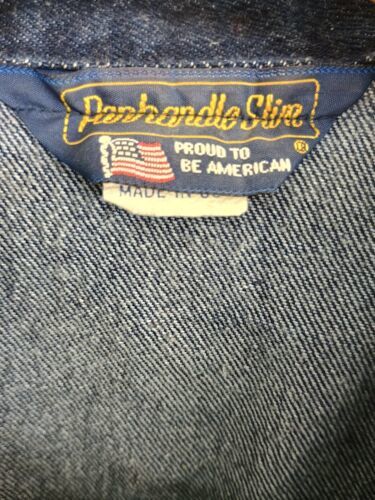 Panhandle Slim
PROUD TO
BE AMERICAN ®
MADE IN U